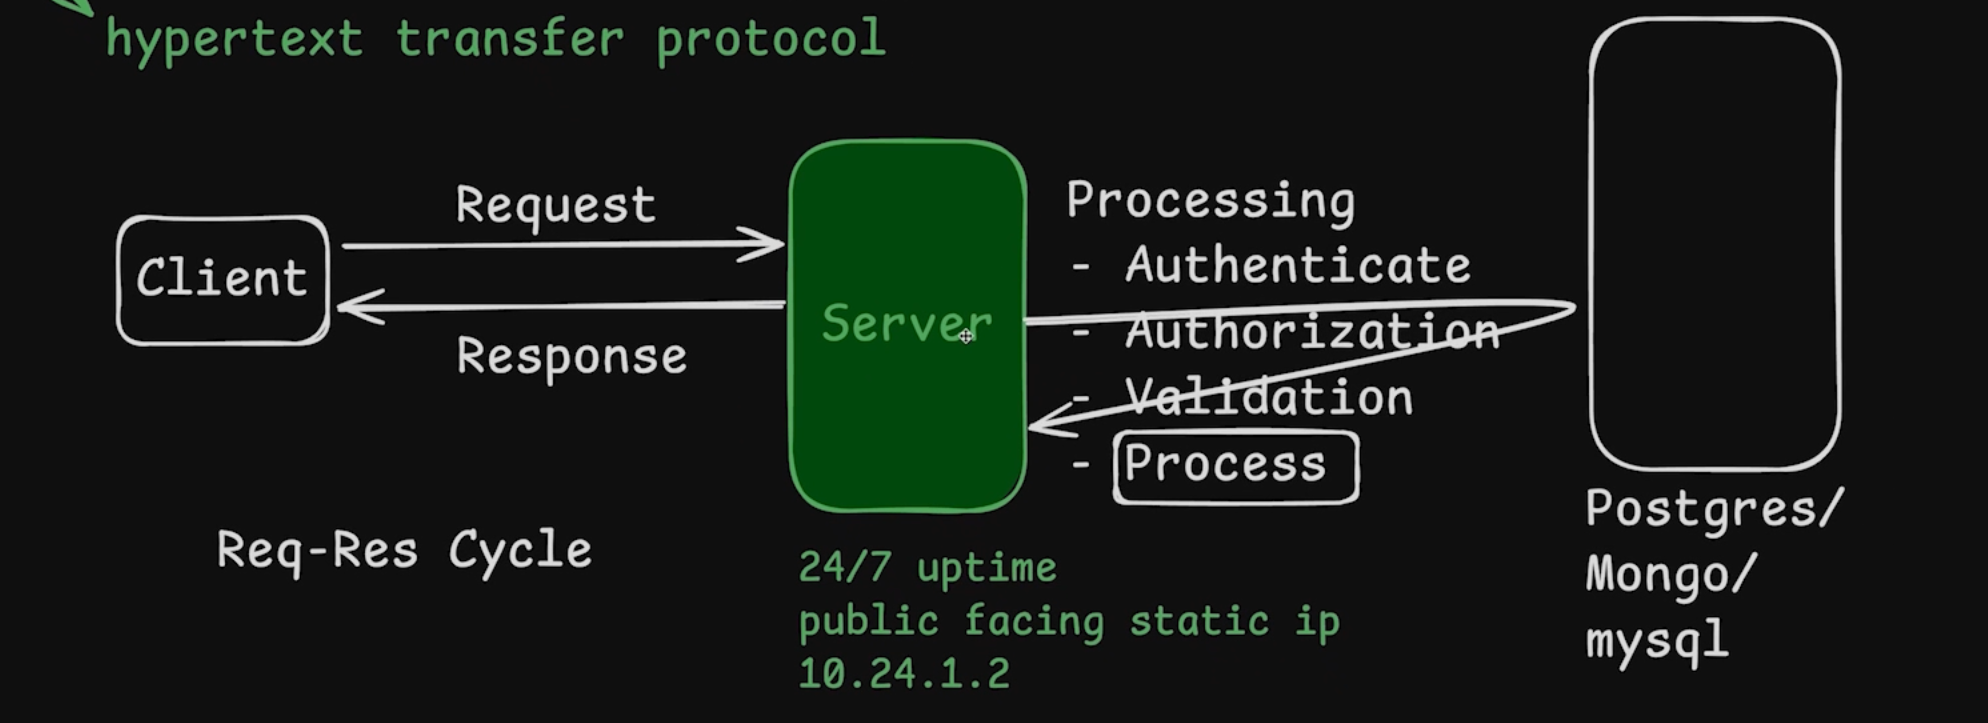 hypertext transfer protocol
Request
Client
Response
Server
Processing
- Authenticate
- Authorization
- Validation
- Process
Req-Res Cycle
24/7 uptime
public facing static ip
10.24.1.2
Postgres/
Mongo/
mysql